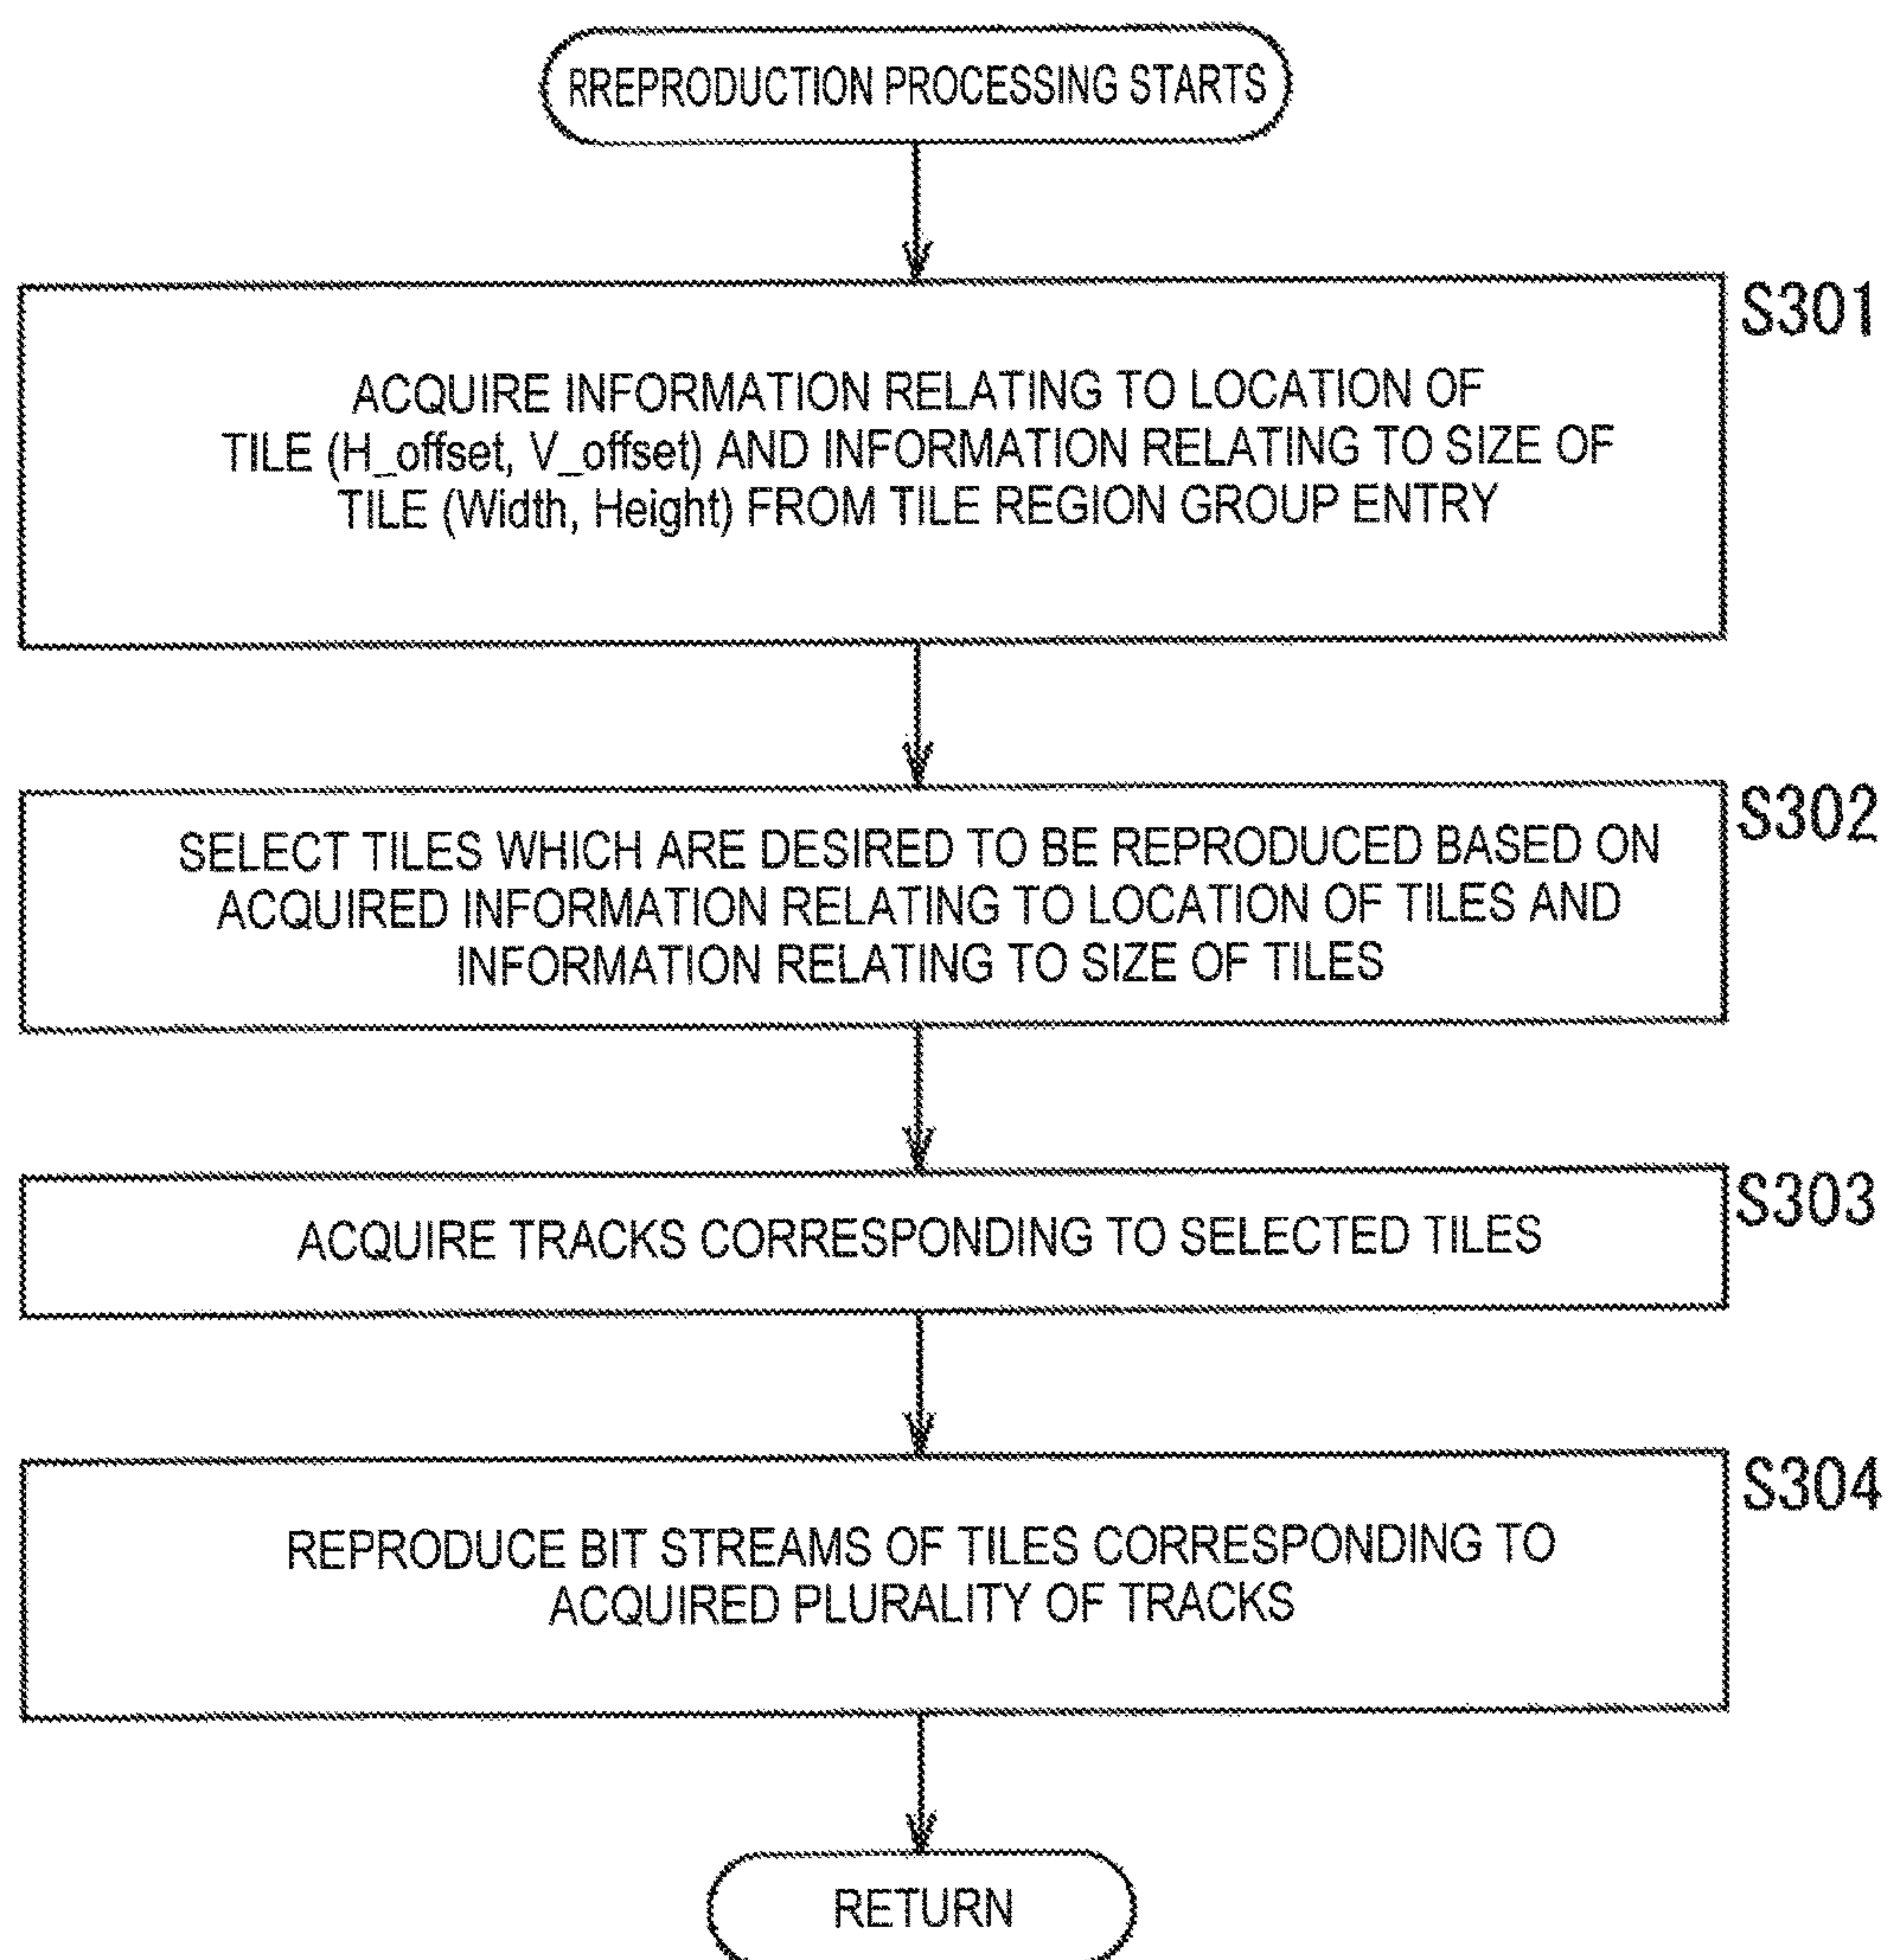 RREPRODUCTION PROCESSING STARTS
S301
ACQUIRE INFORMATION RELATING TO LOCATION OF
TILE (H_offset, V_offset) AND INFORMATION RELATING TO SIZE OF
TILE (Width, Height) FROM TILE REGION GROUP ENTRY
S302
SELECT TILES WHICH ARE DESIRED TO BE REPRODUCED BASED ON
ACQUIRED INFORMATION RELATING TO LOCATION OF TILES AND
INFORMATION RELATING TO SIZE OF TILES
S303
ACQUIRE TRACKS CORRESPONDING TO SELECTED TILES
S304
REPRODUCE BIT STREAMS OF TILES CORRESPONDING TO
ACQUIRED PLURALITY OF TRACKS
RETURN